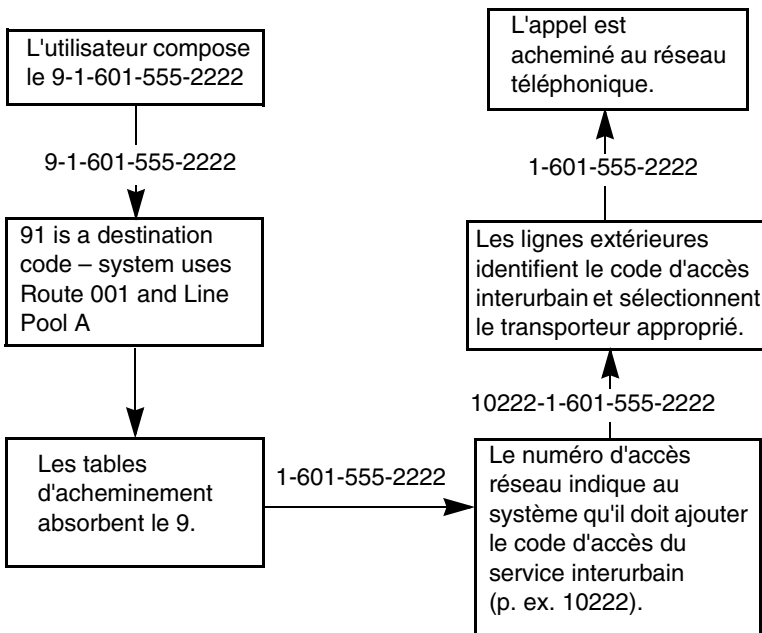 L'utilisateur compose
le 9-1-601-555-2222
9-1-601-555-2222
91 is a destination
code – system uses
Route 001 and Line
Pool A
Les tables
d'acheminement
absorbent le 9.
1-601-555-2222
Le numéro d'accès
réseau indique au
système qu'il doit ajouter
le code d'accès du
service interurbain
(p. ex. 10222).
10222-1-601-555-2222
Les lignes extérieures
identifient le code d'accès
interurbain et sélectionnent
le transporteur approprié.
1-601-555-2222
L'appel est
acheminé au réseau
téléphonique.